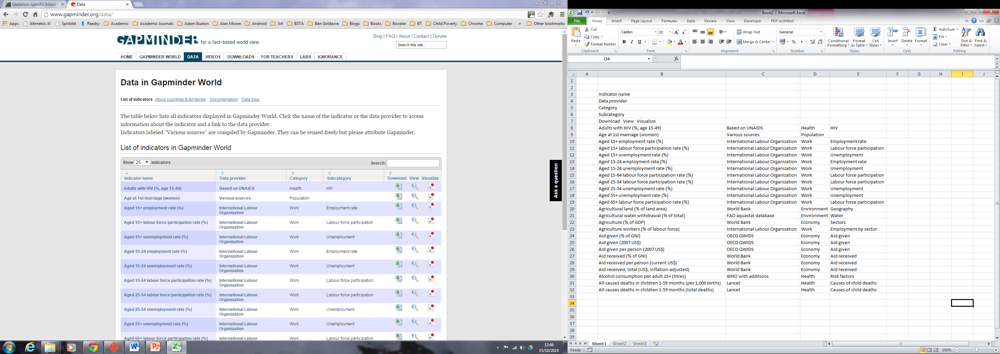 Gestation-specific Infant M
Data
www.gapminder.org/data/
Apps Altmetric it! Spritzlet Readsy Academic Academic Journals Adam Buxton Alan Moore Android Art B3TA Ben Goldacre Blogs Books Booster BT Child Poverty Chrome Computer » Other bookmarks
GAPMINDER for a fact-based world view
Blog | FAQ | About | Contact | Donate
Search this site...
HOME GAPMINDER WORLD DATA VIDEOS DOWNLOADS FOR TEACHERS LABS IGNORANCE
Data in Gapminder World
List of indicators About countries & territories Documentation Data blog
The table below lists all indicators displayed in Gapminder World. Click the name of the indicator or the data provider to access
information about the indicator and a link to the data provider.
Indicators labeled “Various sources” are compiled by Gapminder. They can be reused freely but please attribute Gapminder.
List of indicators in Gapminder World
Show 25 indicators Search:
Indicator name Data provider Category Subcategory Download View Visualize
Adults with HIV (%, age 15-49) Based on UNAIDS Health HIV
Age at 1st marriage (women) Various sources Population
Aged 15+ employment rate (%) International Labour Work Employment rate
Organization
Aged 15+ labour force participation rate (%) International Labour Work Labour force participation
Organization
Aged 15+ unemployment rate (%) International Labour Work Unemployment
Organization
Aged 15-24 employment rate (%) International Labour Work Employment rate
Organization
Aged 15-24 unemployment rate (%) International Labour Work Unemployment
Organization
Aged 15-64 labour force participation rate (%) International Labour Work Labour force participation
Organization
Aged 25-54 labour force participation rate (%) International Labour Work Labour force participation
Organization
Aged 25-54 unemployment rate (%) International Labour Work Unemployment
Organization
Aged 55+ unemployment rate (%) International Labour Work Unemployment
Organization
Aged 65+ labour force participation rate (%) International Labour Work Labour force participation
Ask a question
12:46
15/10/2014
Book1 - Microsoft Excel
File Home Insert Page Layout Formulas Data Review View Developer PDF Architect
Paste
Cut
Copy
Format Painter
Clipboard
Calibri 11
B I U
Font
Wrap Text
Merge & Center
Alignment
General
Number
Conditional Formatting
Format as Table
Cell Styles
Styles
Insert Delete Format
Cells
AutoSum
Fill
Clear
Sort & Filter
Find & Select
Editing
I34 fx
A B C D E F G H I J
1
2
3 Indicator name
4 Data provider
5 Category
6 Subcategory
7 Download View Visualize
8 Adults with HIV (%, age 15-49) Based on UNAIDS Health HIV
9 Age at 1st marriage (women) Various sources Population
10 Aged 15+ employment rate (%) International Labour Organization Work Employment rate
11 Aged 15+ labour force participation rate (%) International Labour Organization Work Labour force participation
12 Aged 15+ unemployment rate (%) International Labour Organization Work Unemployment
13 Aged 15-24 employment rate (%) International Labour Organization Work Employment rate
14 Aged 15-24 unemployment rate (%) International Labour Organization Work Unemployment
15 Aged 15-64 labour force participation rate (%) International Labour Organization Work Labour force participation
16 Aged 25-54 labour force participation rate (%) International Labour Organization Work Labour force participation
17 Aged 25-54 unemployment rate (%) International Labour Organization Work Unemployment
18 Aged 55+ unemployment rate (%) International Labour Organization Work Unemployment
19 Aged 65+ labour force participation rate (%) International Labour Organization Work Labour force participation
20 Agricultural land (% of land area) World Bank Environment Geography
21 Agricultural water withdrawal (% of total) FAO aquastat database Environment Water
22 Agriculture (% of GDP) World Bank Economy Sectors
23 Agriculture workers (% of labour force) International Labour Organization Work Employment by sector
24 Aid given (% of GNI) OECD QWIDS Economy Aid given
25 Aid given (2007 US$) OECD QWIDS Economy Aid given
26 Aid given per person (2007 US$) OECD QWIDS Economy Aid given
27 Aid received (% of GNI) World Bank Economy Aid received
28 Aid received per person (current US$) World Bank Economy Aid received
29 Aid received, total (US$, inflation-adjusted) World Bank Economy Aid received
30 Alcohol consumption per adult 15+ (litres) WHO with additions Health Risk factors
31 All causes deaths in children 1-59 months (per 1,000 births) Lancet Health Causes of child deaths
32 All causes deaths in children 1-59 months (total deaths) Lancet Health Causes of child deaths
33
34
35
36
37
38
39
Sheet1 Sheet2 Sheet3
Ready 100%